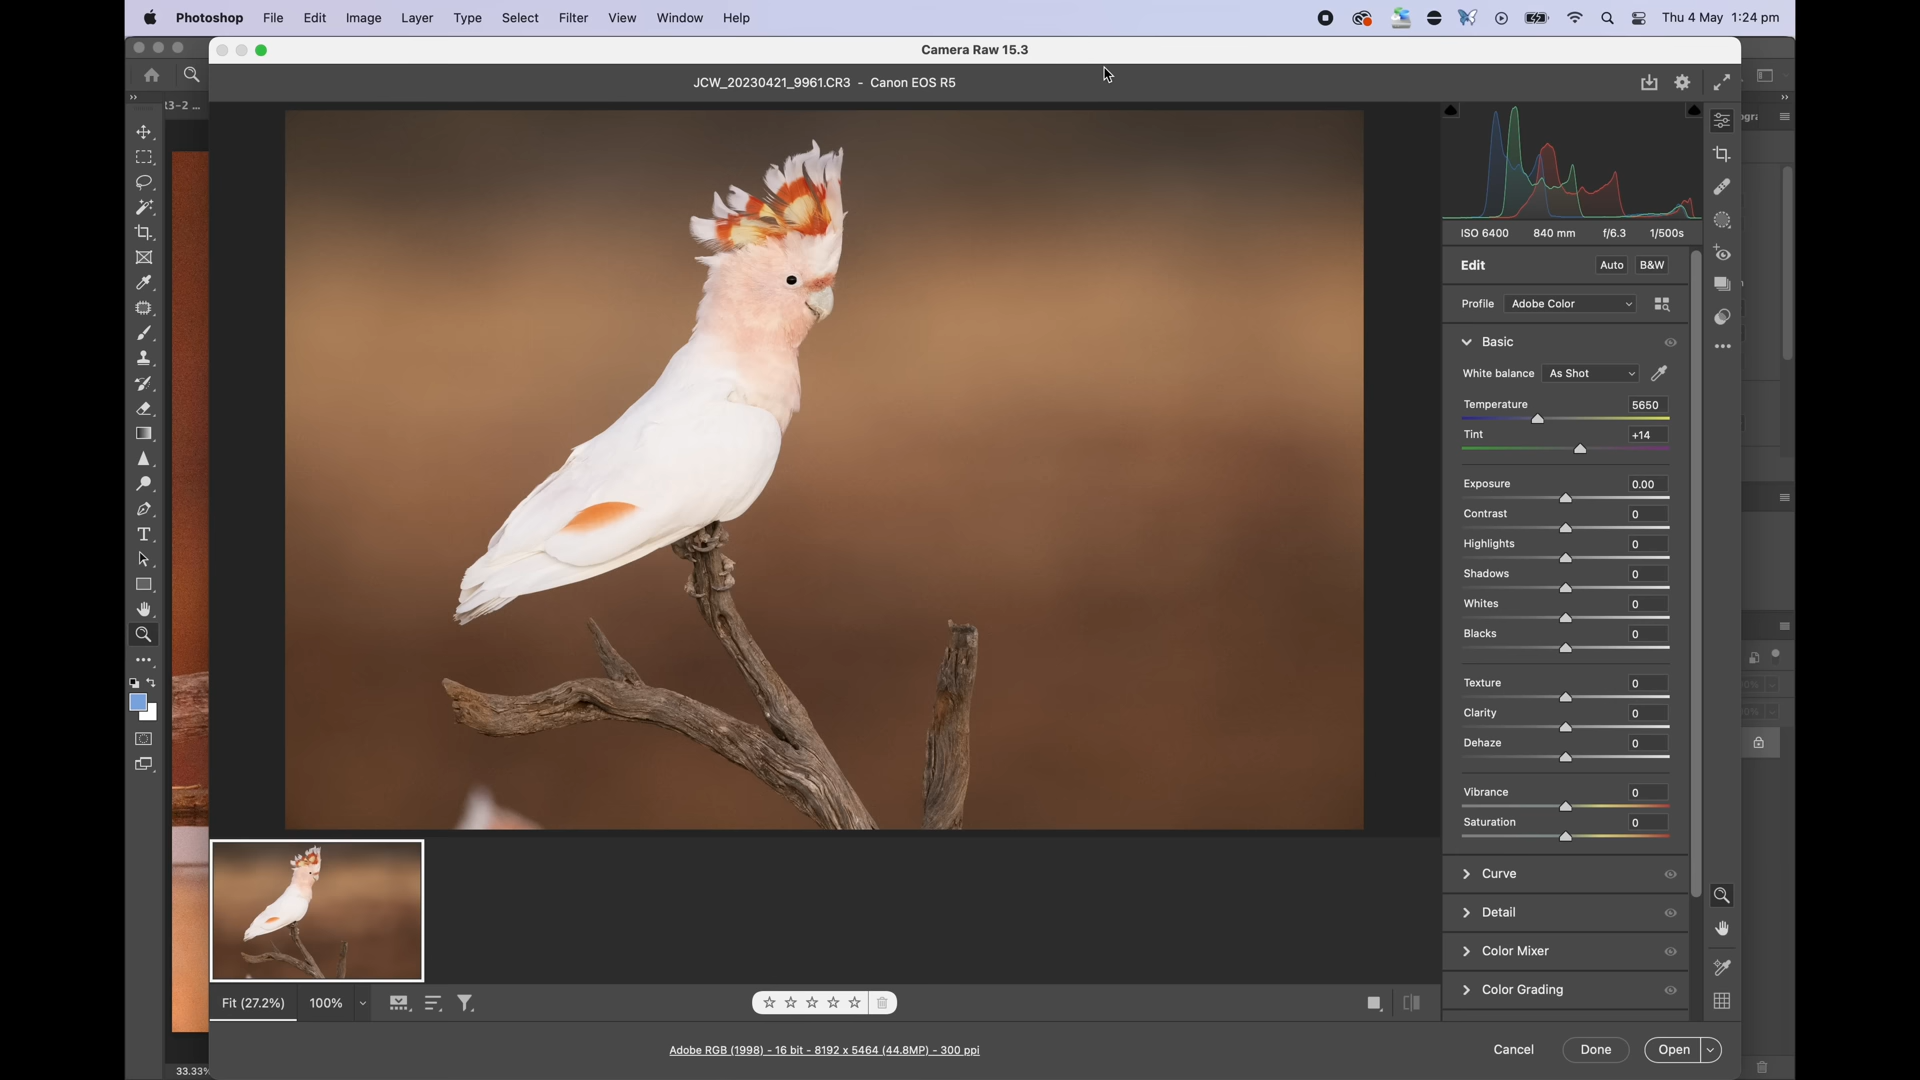 Photoshop File Edit Image Layer Type Select Filter View Window Help Thu 4 May 1:24 pm
Camera Raw 15.3
JCW_20230421_9961.CR3 - Canon EOS R5
ISO 6400 840 mm f/6.3 1/500s
Edit Auto B&W
Profile Adobe Color
Basic
White balance As Shot
Temperature 5650
Tint +14
Exposure 0.00
Contrast 0
Highlights 0
Shadows 0
Whites 0
Blacks 0
Texture 0
Clarity 0
Dehaze 0
Vibrance 0
Saturation 0
Curve
Detail
Color Mixer
Color Grading
Fit (27.2%) 100%
Adobe RGB (1998) - 16 bit - 8192 x 5464 (44.8MP) - 300 ppi
Cancel Done Open
33.33%